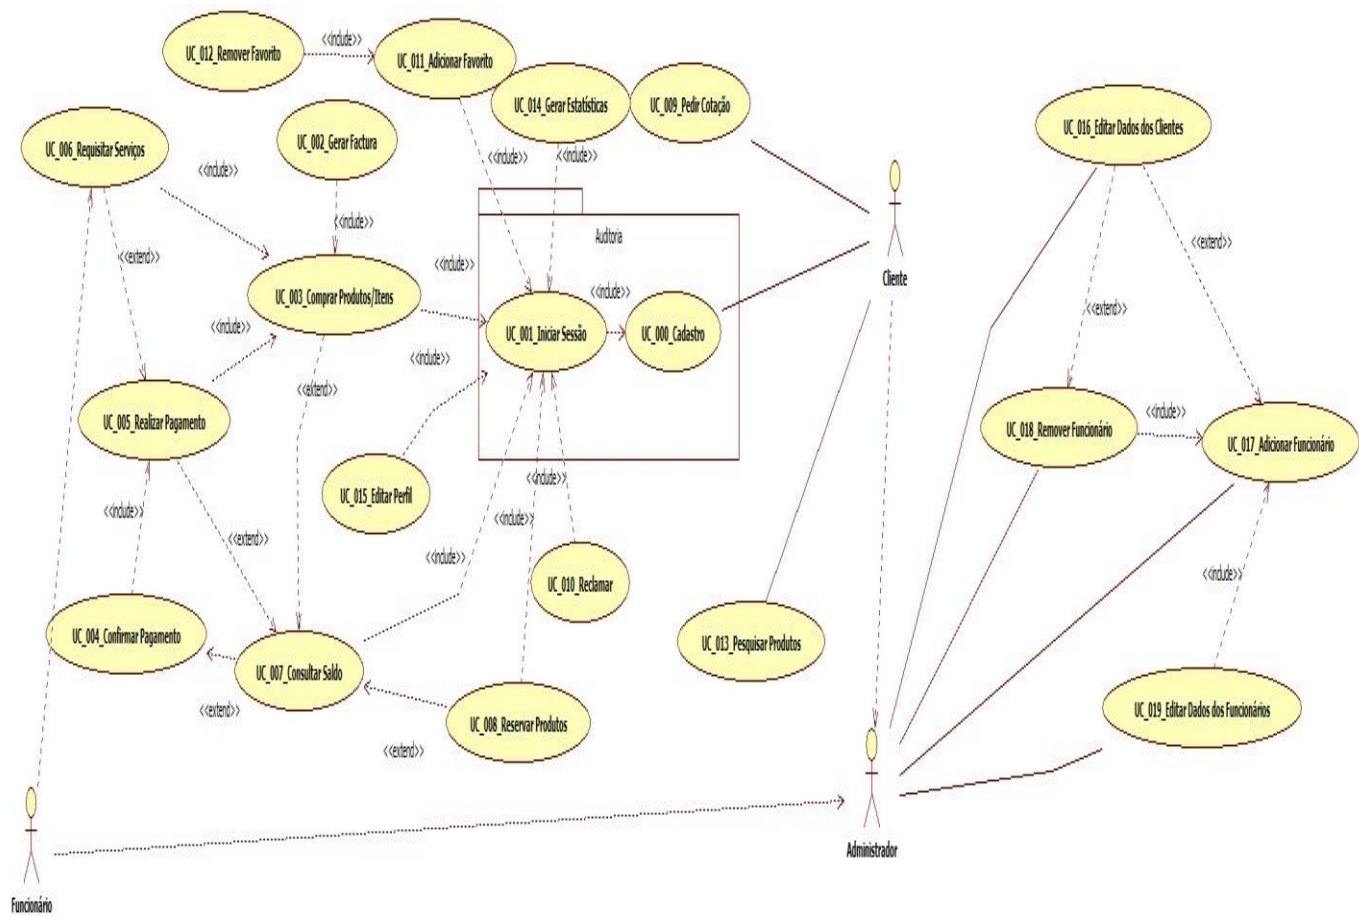 UC_012_Remover Favorito
<<include>>
UC_011_Adicionar Favorito
UC_014_Gerar Estatísticas
UC_009_Pedir Cotação
UC_016_Editar Dados dos Clientes
UC_006_Requisitar Serviços
UC_002_Gerar Factura
<<include>>
<<include>>
<<include>>
<<include>>
Auditoria
<<extend>>
<<extend>>
<<include>>
Cliente
UC_003_Comprar Produtos/Itens
<<include>>
<<extend>>
<<include>>
UC_001_Iniciar Sessão
UC_000_Cadastro
<<include>>
<<extend>>
UC_005_Realizar Pagamento
<<include>>
UC_018_Remover Funcionário
UC_017_Adicionar Funcionário
<<include>>
UC_015_Editar Perfil
<<include>>
<<include>>
<<extend>>
<<include>>
<<include>>
UC_010_Reclamar
UC_004_Confirmar Pagamento
UC_013_Pesquisar Produtos
UC_007_Consultar Saldo
<<extend>>
UC_008_Reservar Produtos
UC_019_Editar Dados dos Funcionários
<<extend>>
Administrador
Funcionário